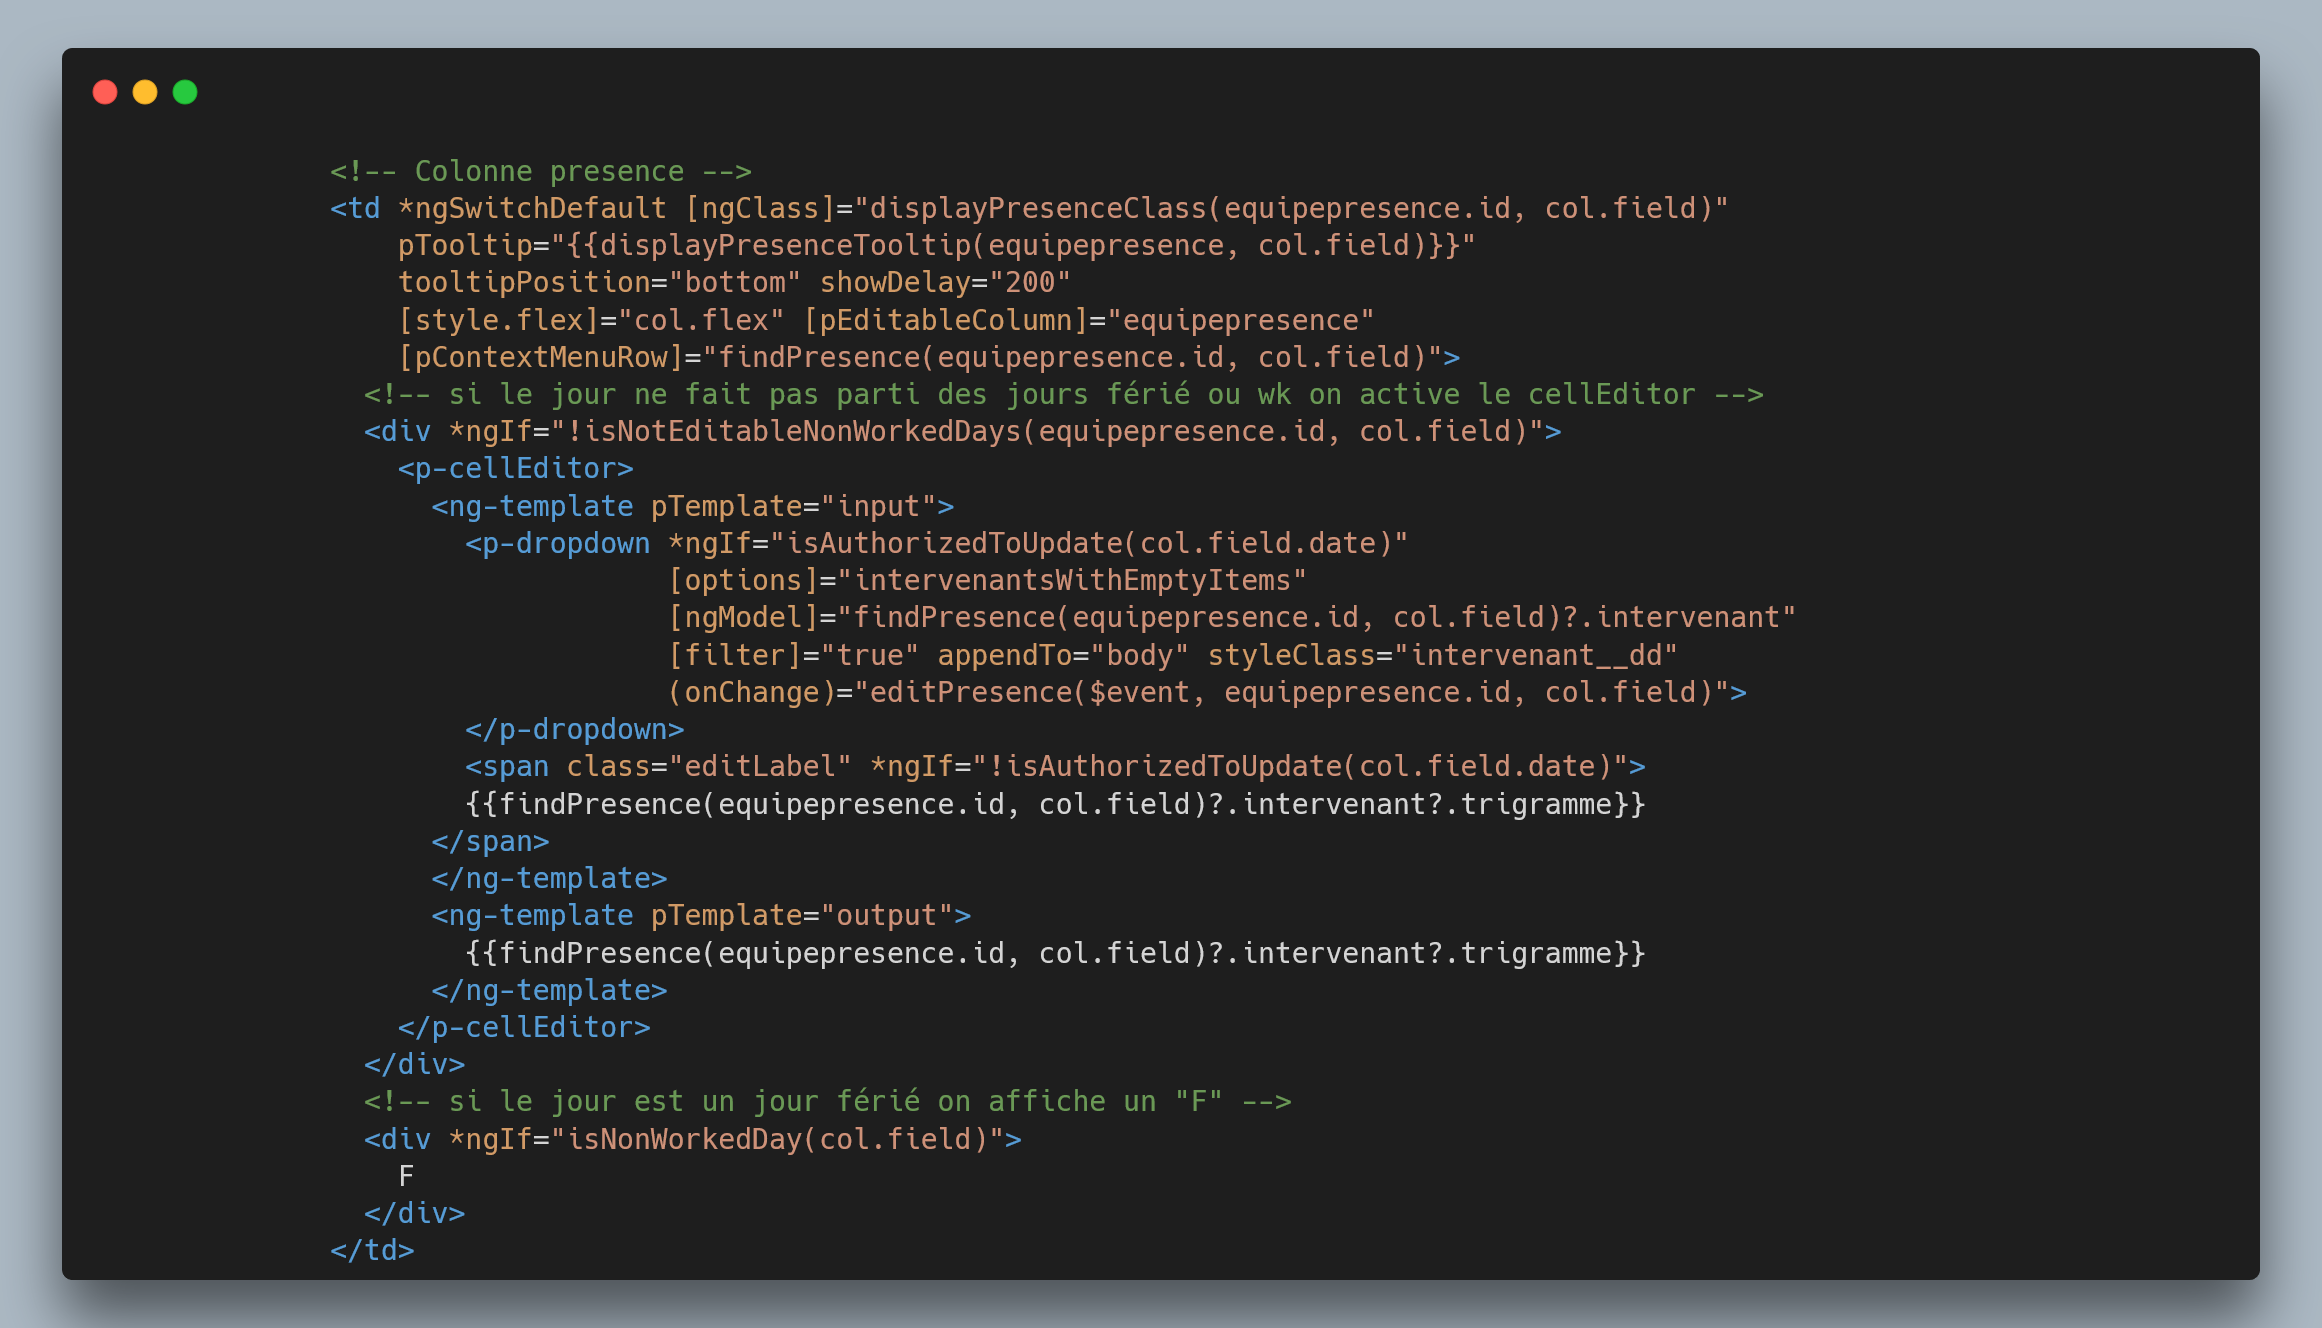 <!-- Colonne presence -->
<td *ngSwitchDefault [ngClass]="displayPresenceClass(equipepresence.id, col.field)"
pTooltip="{{displayPresenceTooltip(equipepresence, col.field)}}"
tooltipPosition="bottom" showDelay="200"
[style.flex]="col.flex" [pEditableColumn]="equipepresence"
[pContextMenuRow]="findPresence(equipepresence.id, col.field)">
<!-- si le jour ne fait pas parti des jours férié ou wk on active le cellEditor -->
<div *ngIf="!isNotEditableNonWorkedDays(equipepresence.id, col.field)">
<p-cellEditor>
<ng-template pTemplate="input">
<p-dropdown *ngIf="isAuthorizedToUpdate(col.field.date)"
[options]="intervenantsWithEmptyItems"
[ngModel]="findPresence(equipepresence.id, col.field)?.intervenant"
[filter]="true" appendTo="body" styleClass="intervenant__dd"
(onChange)="editPresence($event, equipepresence.id, col.field)">
</p-dropdown>
<span class="editLabel" *ngIf="!isAuthorizedToUpdate(col.field.date)">
{{findPresence(equipepresence.id, col.field)?.intervenant?.trigramme}}
</span>
</ng-template>
<ng-template pTemplate="output">
{{findPresence(equipepresence.id, col.field)?.intervenant?.trigramme}}
</ng-template>
</p-cellEditor>
</div>
<!-- si le jour est un jour férié on affiche un "F" -->
<div *ngIf="isNonWorkedDay(col.field)">
F
</div>
</td>